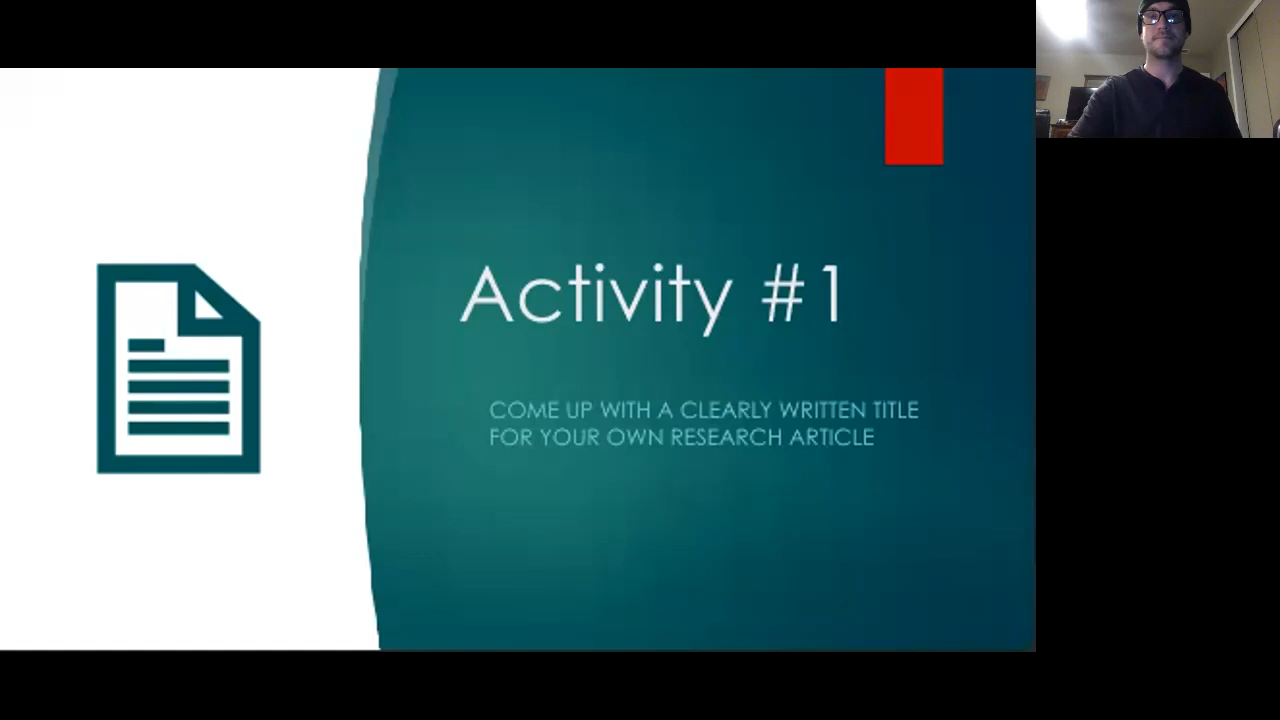 Activity #1
COME UP WITH A CLEARLY WRITTEN TITLE
FOR YOUR OWN RESEARCH ARTICLE